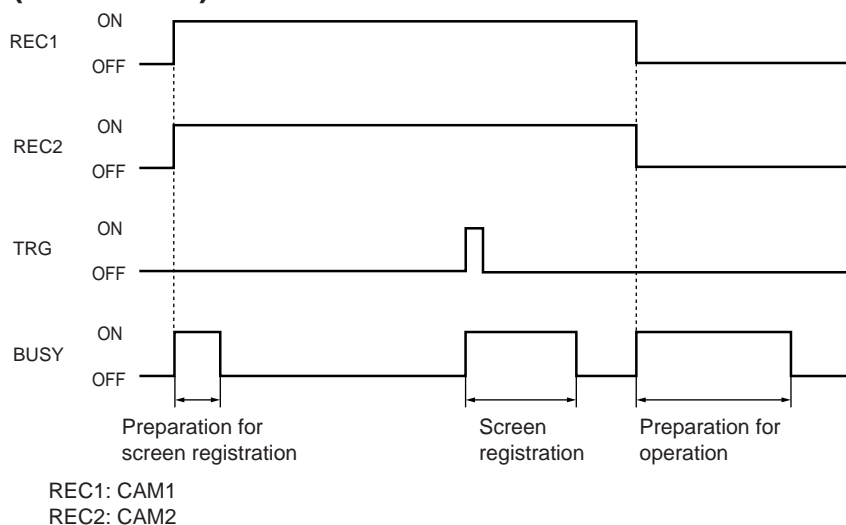 ON
REC1
OFF
ON
REC2
OFF
ON
TRG
OFF
ON
BUSY
OFF
Preparation for
screen registration
Screen
registration
Preparation for
operation
REC1: CAM1
REC2: CAM2